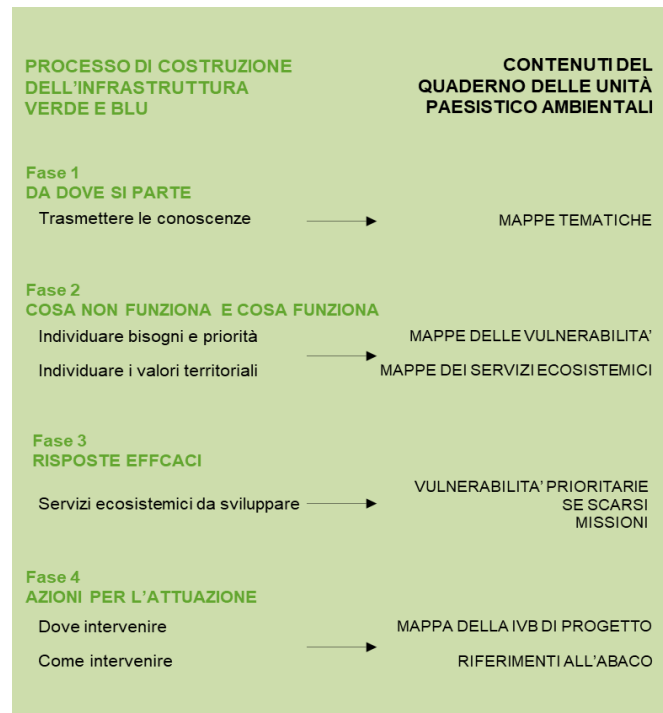 PROCESSO DI COSTRUZIONE
DELL'INFRASTRUTTURA
VERDE E BLU
CONTENUTI DEL
QUADERNO DELLE UNITÀ
PAESISTICO AMBIENTALI
Fase 1
DA DOVE SI PARTE
Trasmettere le conoscenze
MAPPE TEMATICHE
Fase 2
COSA NON FUNZIONA E COSA FUNZIONA
Individuare bisogni e priorità
MAPPE DELLE VULNERABILITA'
Individuare i valori territoriali
MAPPE DEI SERVIZI ECOSISTEMICI
Fase 3
RISPOSTE EFFCACI
Servizi ecosistemici da sviluppare
VULNERABILITA' PRIORITARIE
SE SCARSI
MISSIONI
Fase 4
AZIONI PER L'ATTUAZIONE
Dove intervenire
MAPPA DELLA IVB DI PROGETTO
Come intervenire
RIFERIMENTI ALL'ABACO